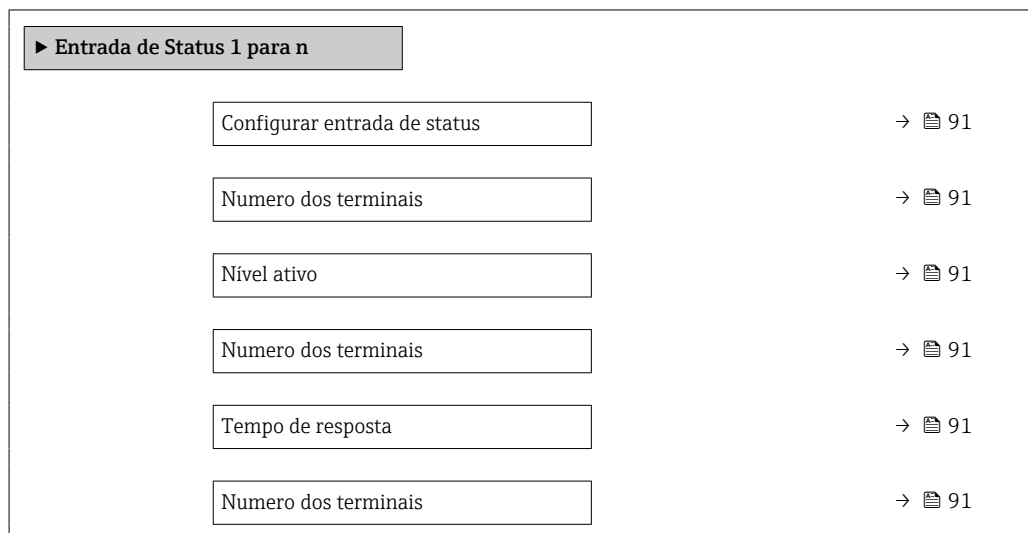 ► Entrada de Status 1 para n
Configurar entrada de status → 91
Numero dos terminais → 91
Nível ativo → 91
Numero dos terminais → 91
Tempo de resposta → 91
Numero dos terminais → 91